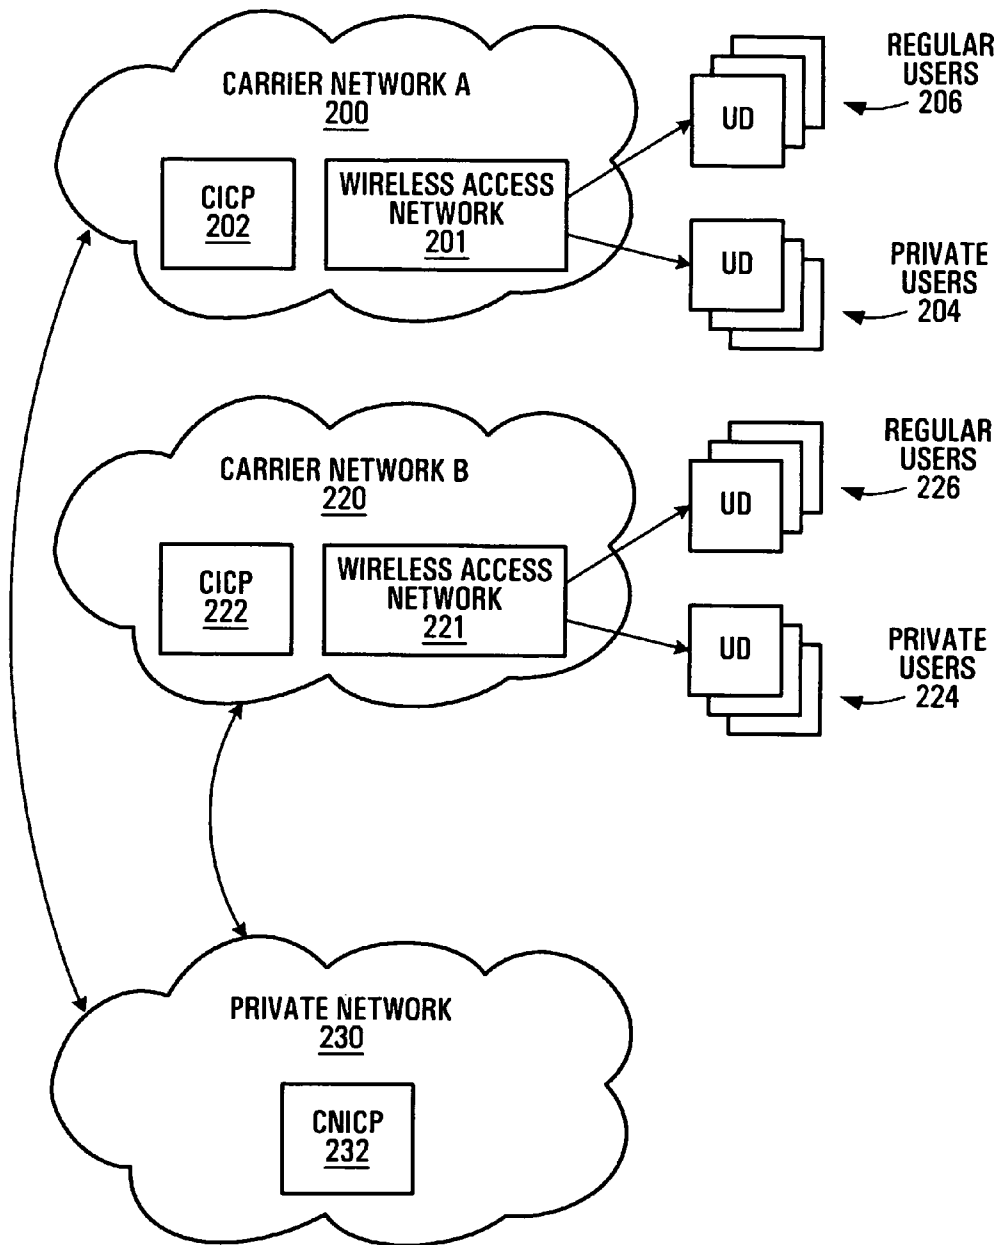 CARRIER NETWORK A
200
CICP
202
WIRELESS ACCESS
NETWORK
201
UD
REGULAR
USERS
206
UD
PRIVATE
USERS
204
CARRIER NETWORK B
220
CICP
222
WIRELESS ACCESS
NETWORK
221
UD
REGULAR
USERS
226
UD
PRIVATE
USERS
224
PRIVATE NETWORK
230
CNICP
232